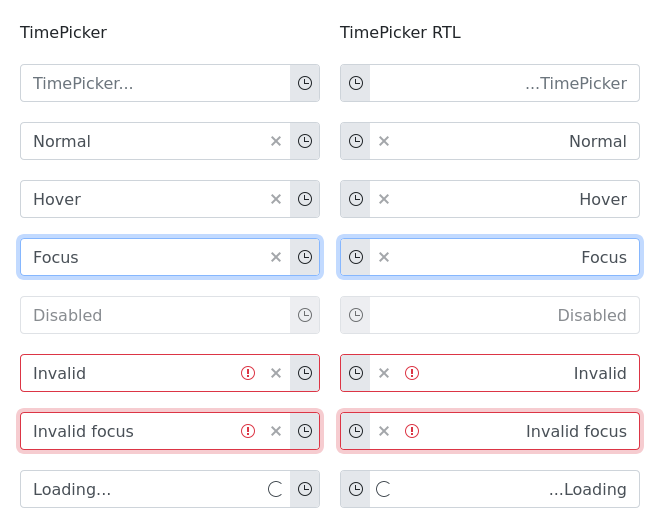 TimePicker
TimePicker...
Normal
Hover
Focus
Disabled
Invalid
Invalid focus
Loading...
TimePicker RTL
...TimePicker
Normal
Hover
Focus
Disabled
Invalid
Invalid focus
...Loading